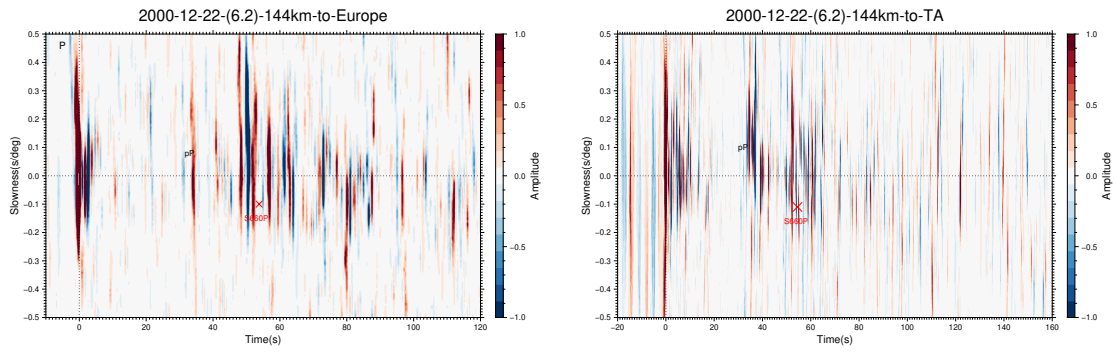 2000-12-22-(6.2)-144km-to-Europe
P
pP
S660P
Slowness(s/deg)
0.5
0.4
0.3
0.2
0.1
0.0
−0.1
−0.2
−0.3
−0.4
−0.5
0 20 40 60 80 100 120
Time(s)
1.0
0.5
0.0
−0.5
−1.0
Amplitude
2000-12-22-(6.2)-144km-to-TA
pP
S660P
Slowness(s/deg)
0.5
0.4
0.3
0.2
0.1
0.0
−0.1
−0.2
−0.3
−0.4
−0.5
−20 0 20 40 60 80 100 120 140 160
Time(s)
1.0
0.5
0.0
−0.5
−1.0
Amplitude